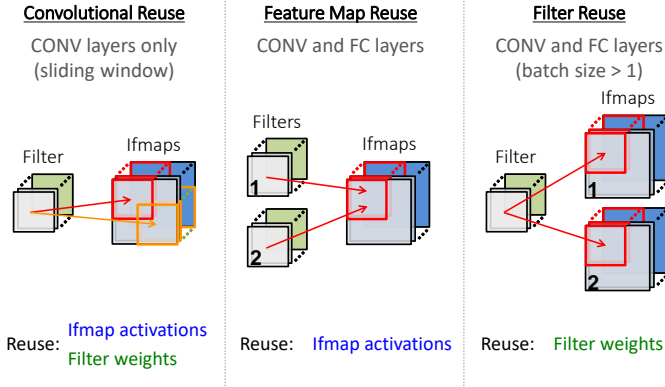 Convolutional Reuse
CONV layers only
(sliding window)
Filter
Ifmaps
Reuse:
Ifmap activations
Filter weights
Feature Map Reuse
CONV and FC layers
Filters
Ifmaps
1
2
Reuse:
Ifmap activations
Filter Reuse
CONV and FC layers
(batch size > 1)
Ifmaps
Filter
1
2
Reuse:
Filter weights